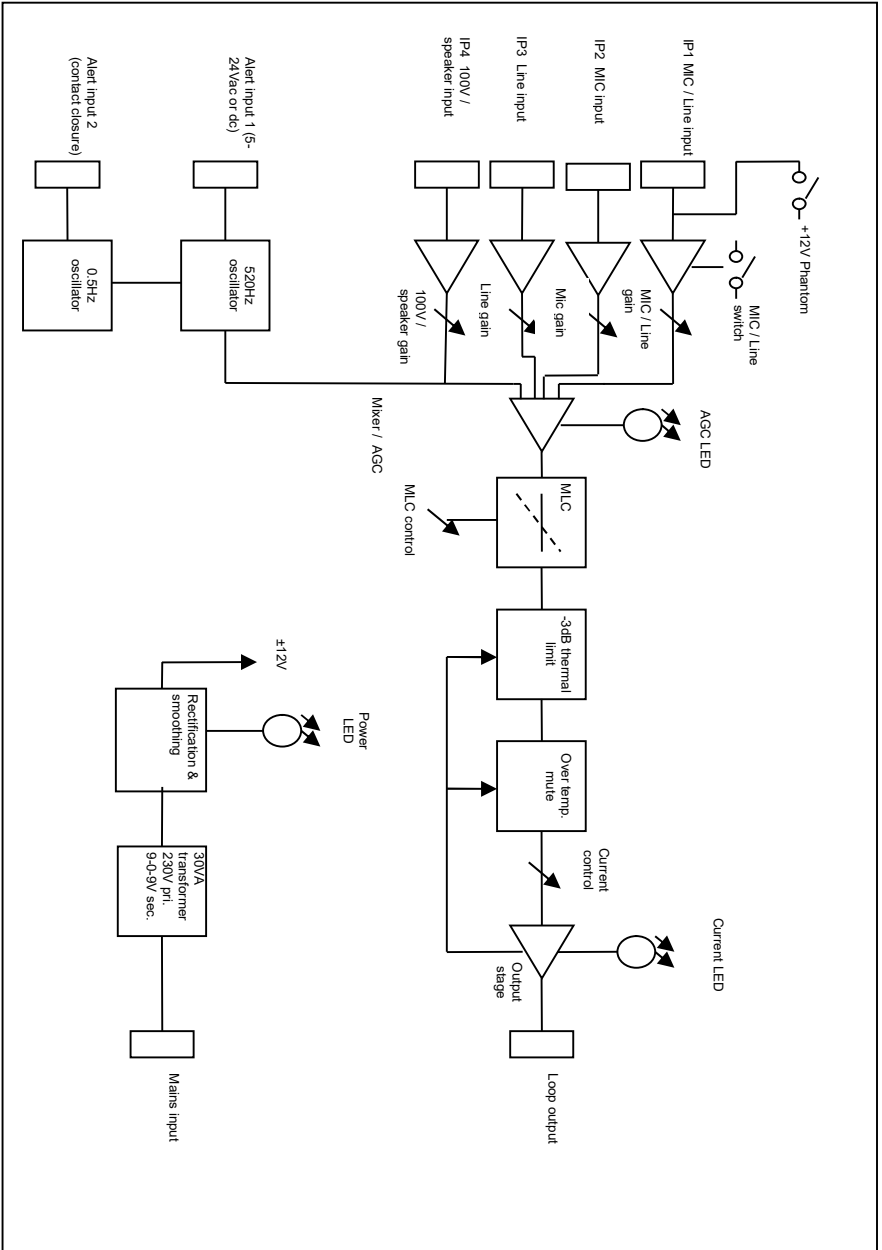 +12V Phantom
MIC / Line
switch
IP1 MIC / Line input
MIC / Line
gain
IP2 MIC input
Mic gain
IP3 Line input
Line gain
IP4 100V /
speaker input
100V /
speaker gain
Alert input 1 (5-
24Vac or dc)
520Hz
oscillator
Alert input 2
(contact closure)
0.5Hz
oscillator
AGC LED
Mixer / AGC
MLC
MLC control
-3dB thermal
limit
Over temp.
mute
Current
control
Current LED
Output
stage
Loop output
±12V
Power
LED
Rectification &
smoothing
30VA
transformer
230V pri.
9-0-9V sec.
Mains input